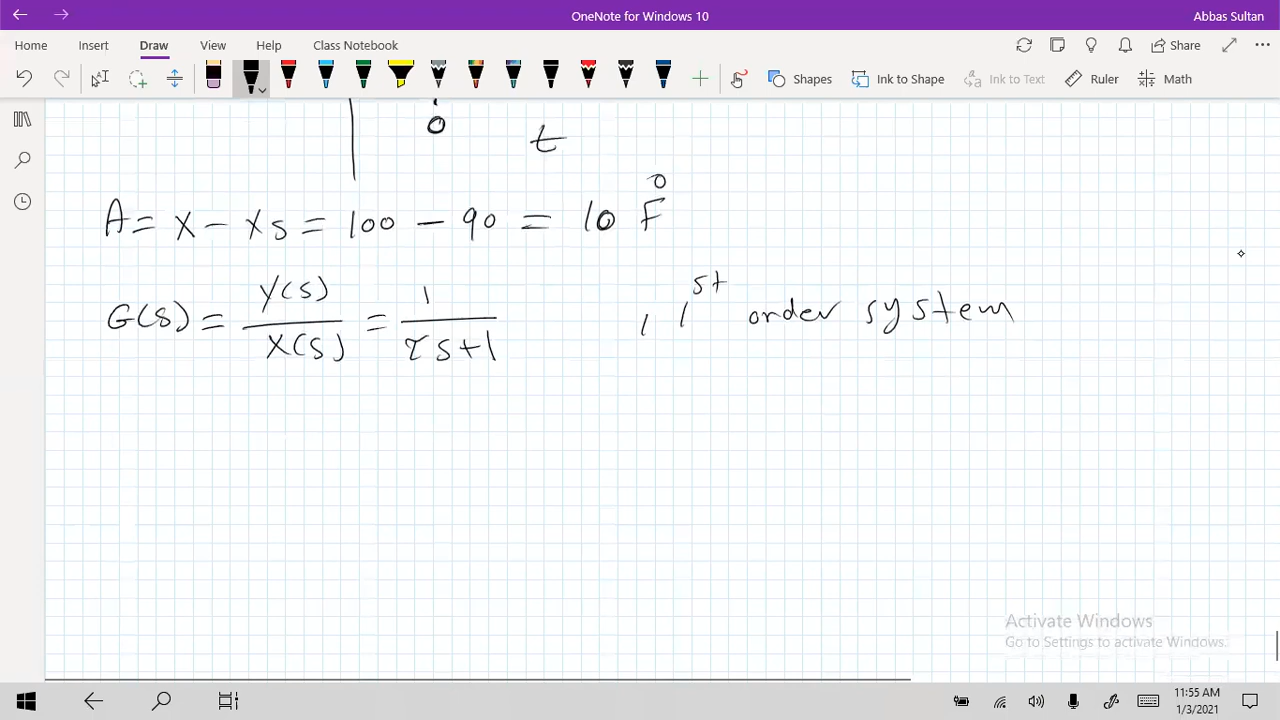 OneNote for Windows 10
Abbas Sultan
Home Insert Draw View Help Class Notebook Share
Shapes Ink to Shape Ink to Text Ruler Math
0 t
A = X - Xs = 100 - 90 = 10 F°
G(s) = Y(s) / X(s) = 1 / τs+1 , 1st order system
Activate Windows
Go to Settings to activate Windows.
11:55 AM
1/3/2021